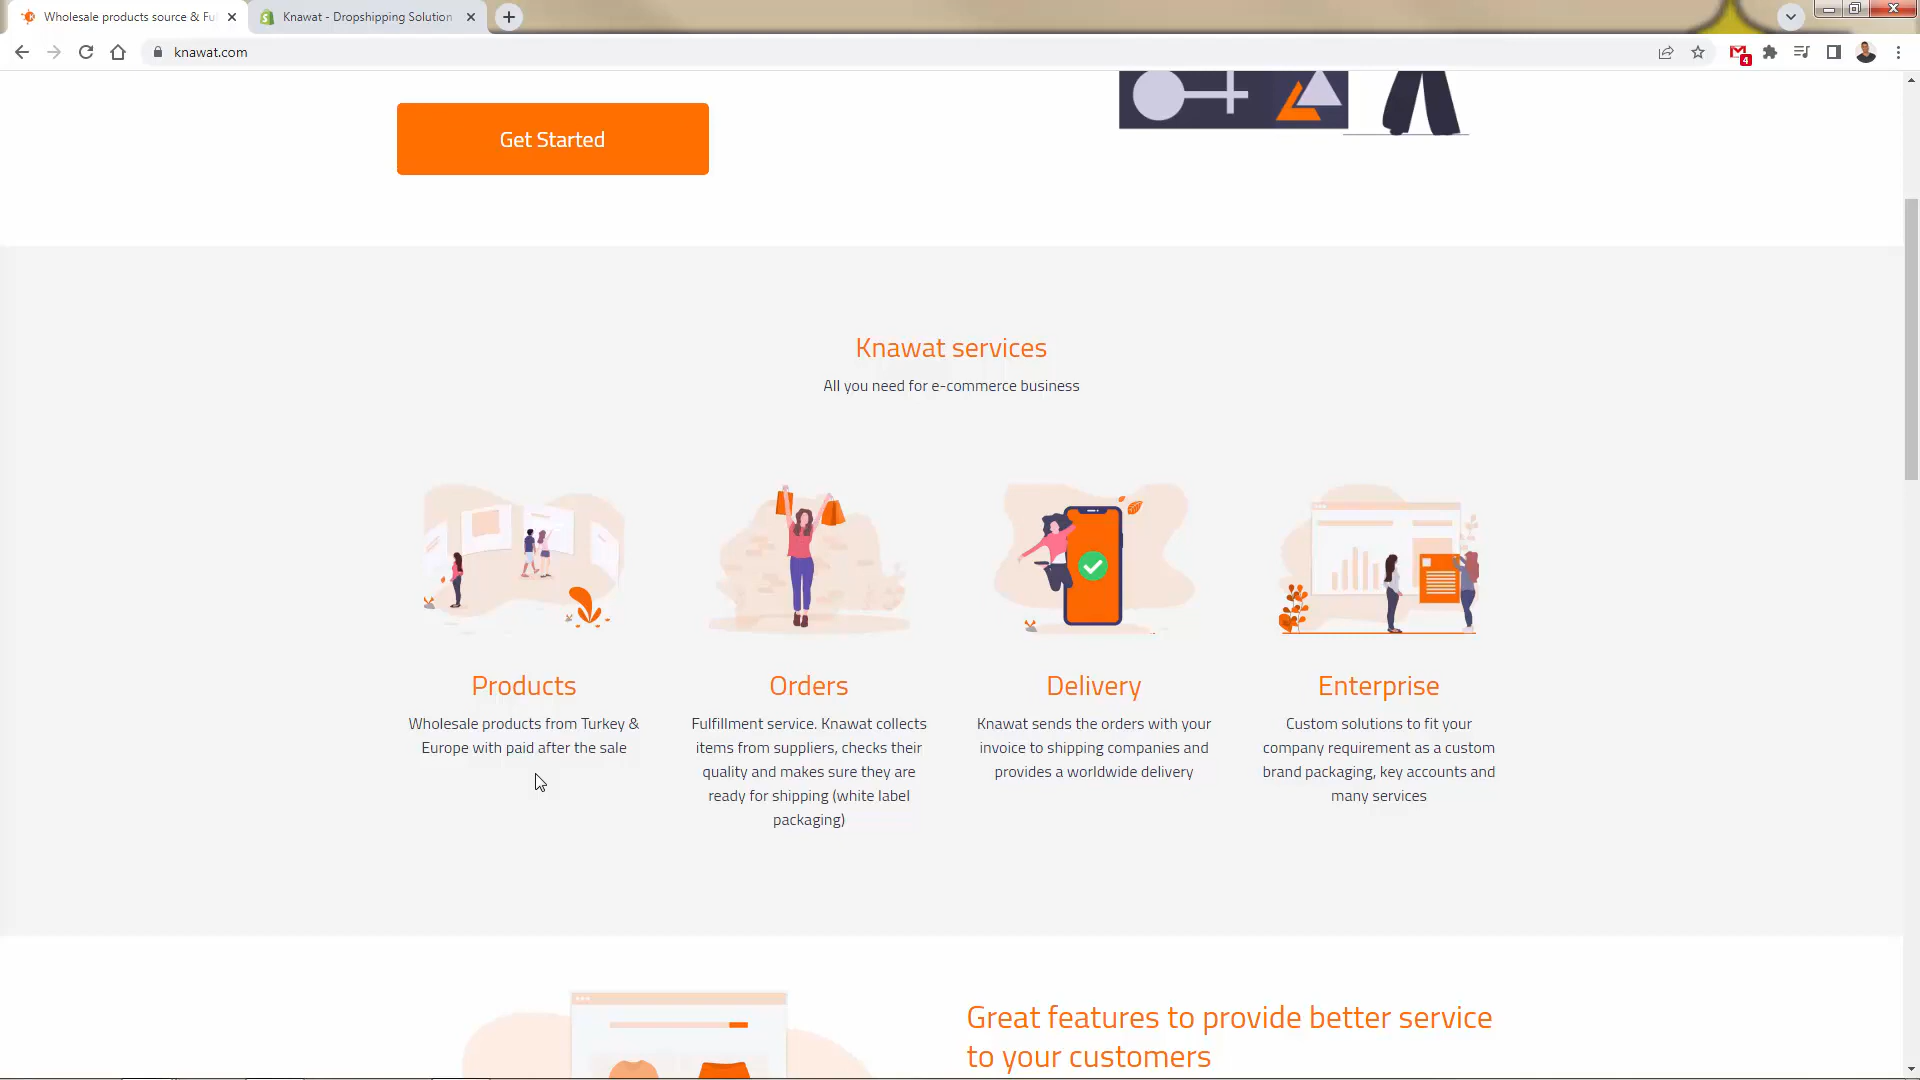 Wholesale products source & Fu
Knawat - Dropshipping Solution
knawat.com
4
Get Started
Knawat services
All you need for e-commerce business
Products
Wholesale products from Turkey &
Europe with paid after the sale
Orders
Fulfillment service. Knawat collects
items from suppliers, checks their
quality and makes sure they are
ready for shipping (white label
packaging)
Delivery
Knawat sends the orders with your
invoice to shipping companies and
provides a worldwide delivery
Enterprise
Custom solutions to fit your
company requirement as a custom
brand packaging, key accounts and
many services
Great features to provide better service
to your customers